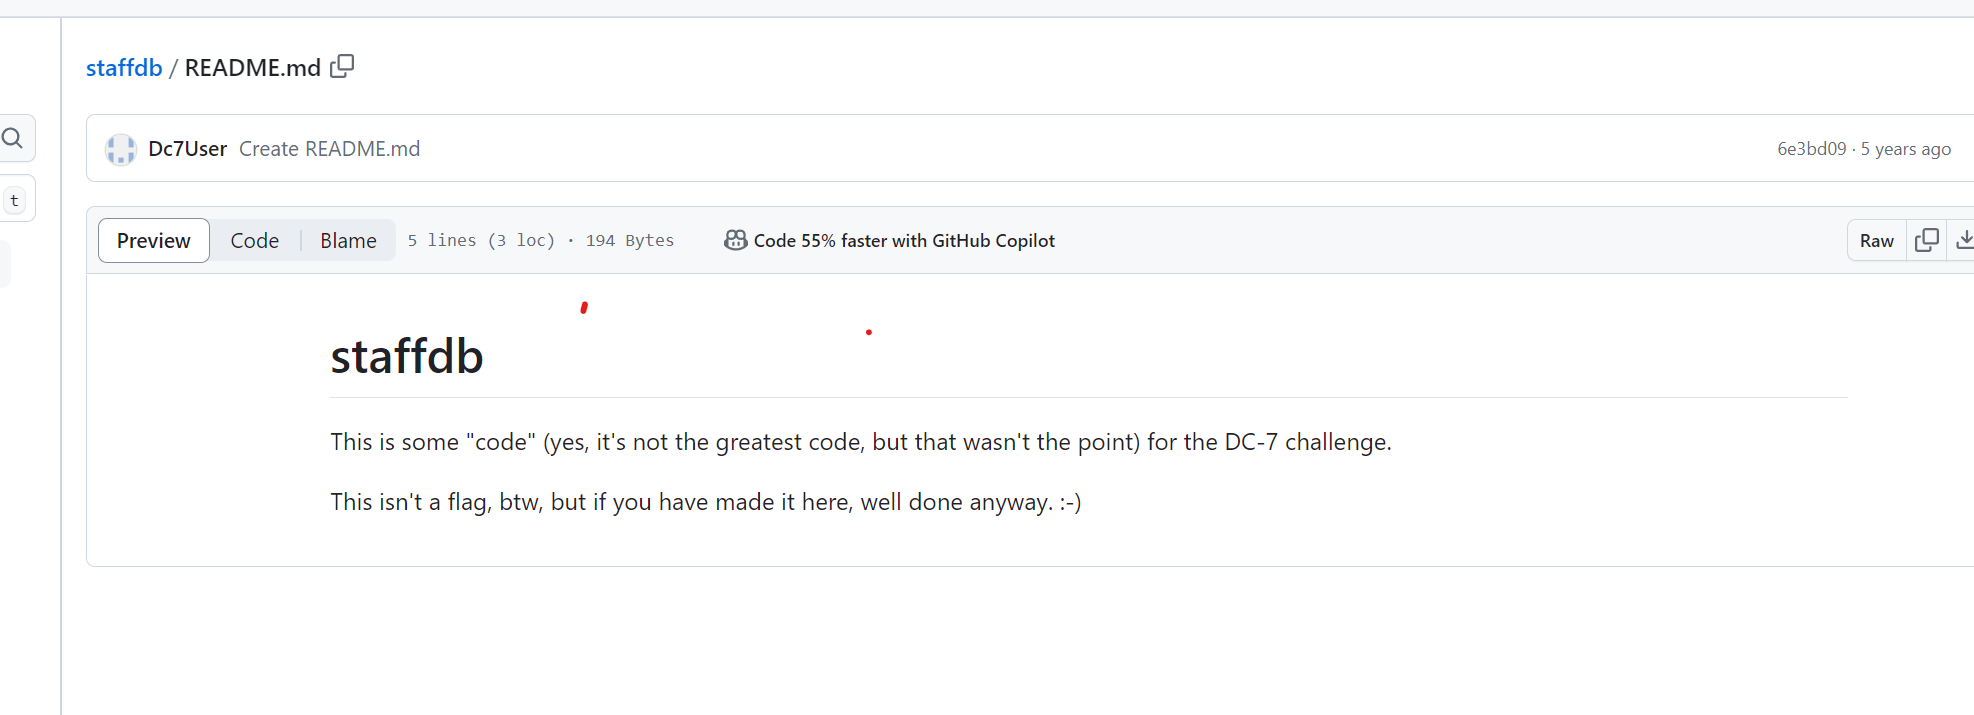 staffdb / README.md
Dc7User Create README.md 6e3bd09 · 5 years ago
t
Preview Code Blame 5 lines (3 loc) · 194 Bytes Code 55% faster with GitHub Copilot Raw
staffdb
This is some "code" (yes, it's not the greatest code, but that wasn't the point) for the DC-7 challenge.
This isn't a flag, btw, but if you have made it here, well done anyway. :-)